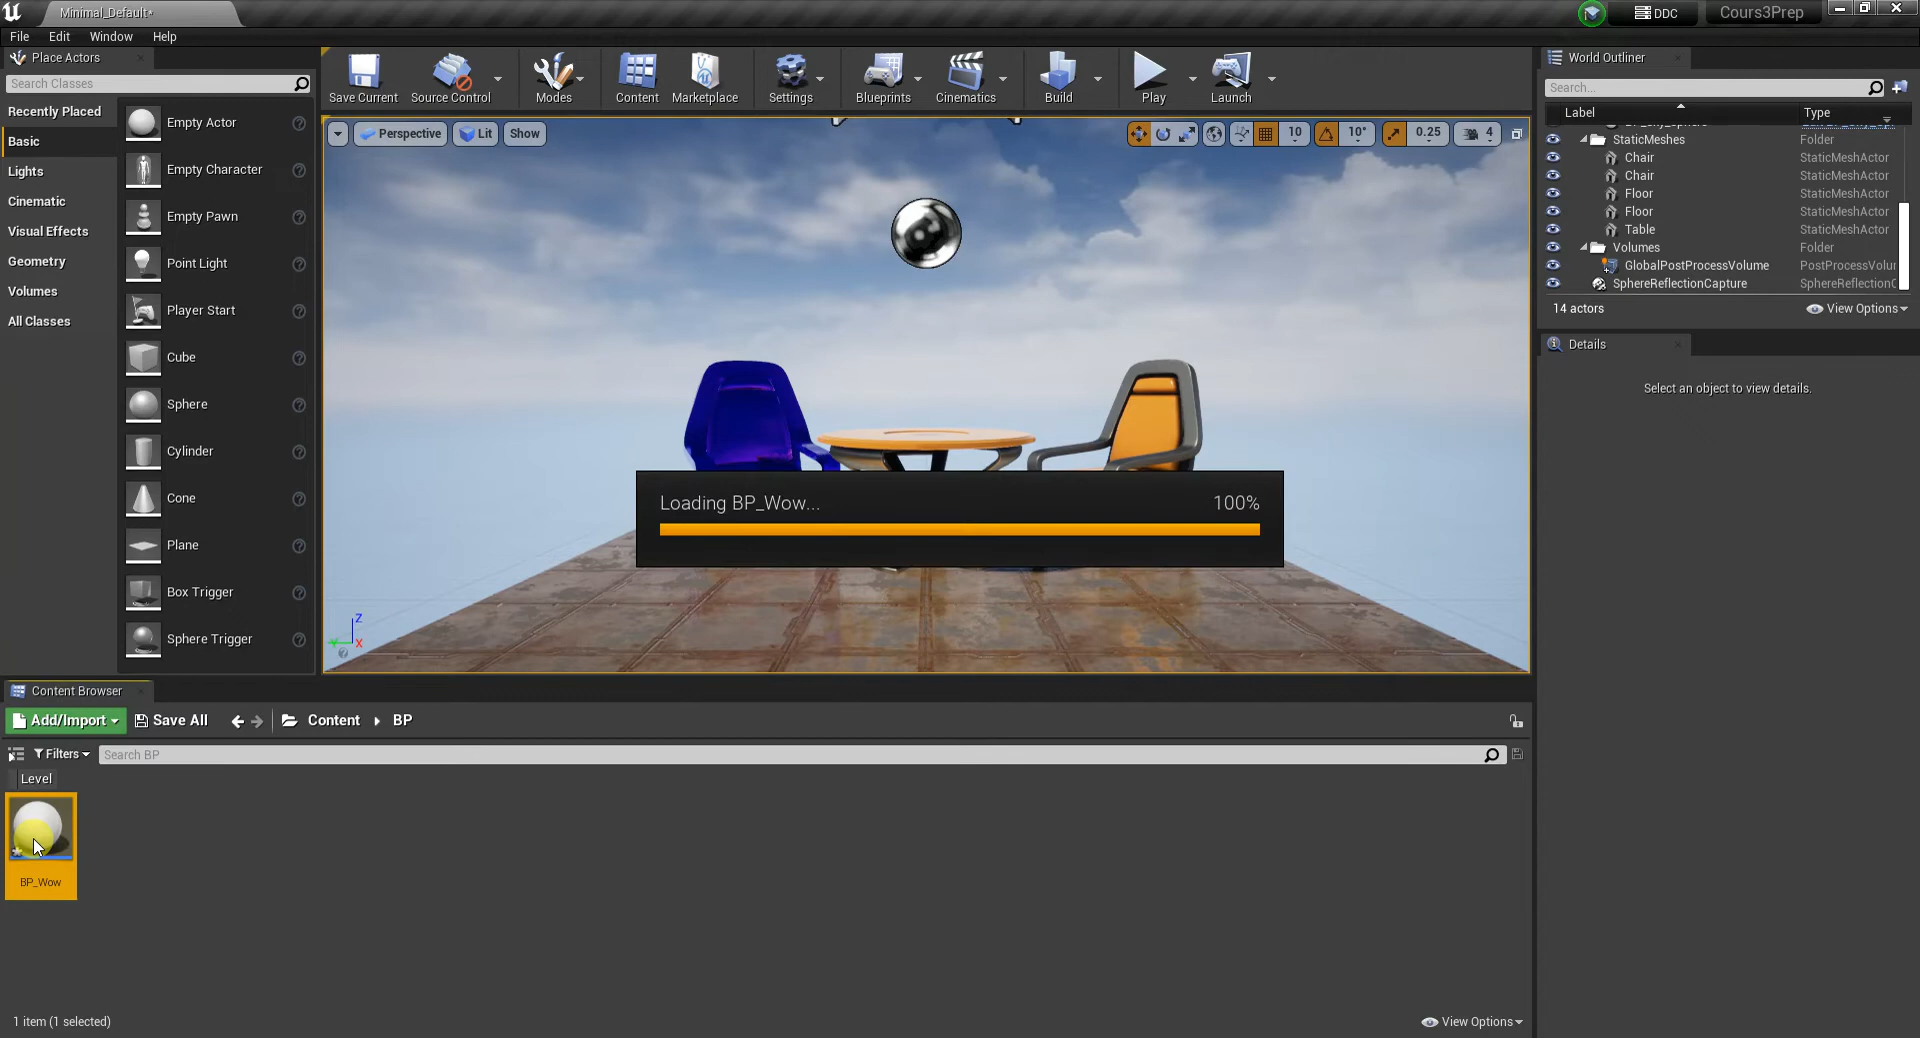 Minimal_Default*
DDC
Cours3Prep
File Edit Window Help
Place Actors
Search Classes
Recently Placed
Basic
Lights
Cinematic
Visual Effects
Geometry
Volumes
All Classes
Empty Actor
Empty Character
Empty Pawn
Point Light
Player Start
Cube
Sphere
Cylinder
Cone
Plane
Box Trigger
Sphere Trigger
Save Current Source Control Modes Content Marketplace Settings Blueprints Cinematics Build Play Launch
Perspective Lit Show
10 10° 0.25 4
Loading BP_Wow... 100%
Z
Y X
World Outliner
Search...
Label Type
StaticMeshes Folder
Chair StaticMeshActor
Chair StaticMeshActor
Floor StaticMeshActor
Floor StaticMeshActor
Table StaticMeshActor
Volumes Folder
GlobalPostProcessVolume PostProcessVolu
SphereReflectionCapture SphereReflectionC
14 actors View Options
Details
Select an object to view details.
Content Browser
Add/Import Save All Content BP
Filters Search BP
Level
BP_Wow
1 item (1 selected) View Options